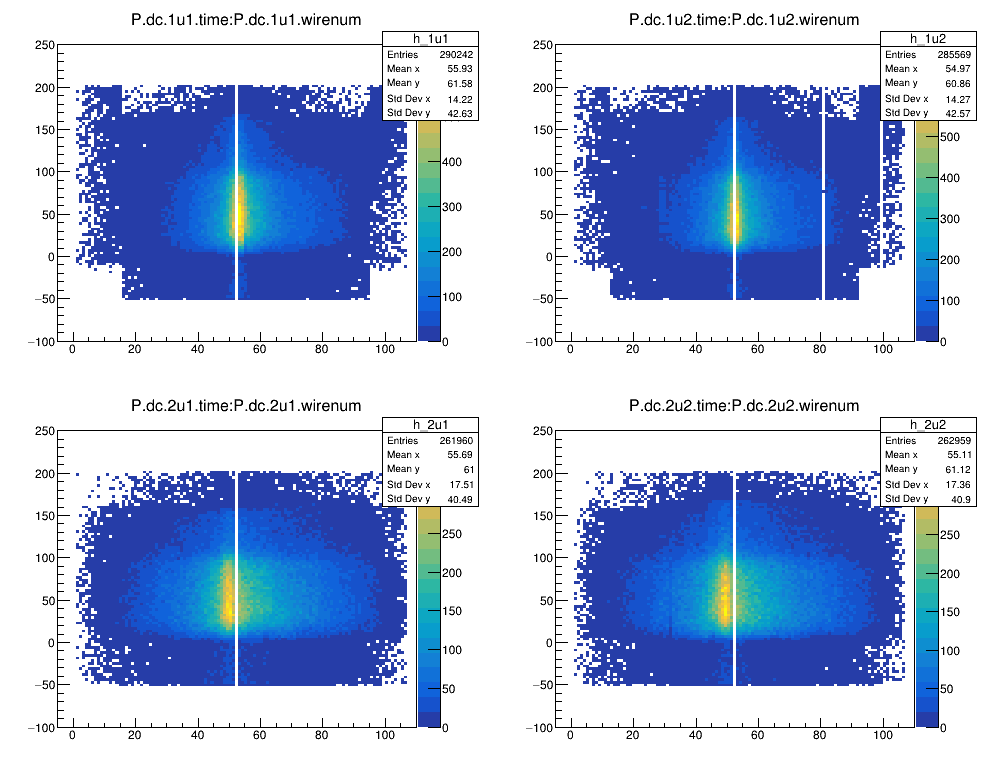 P.dc.1u1.time:P.dc.1u1.wirenum
h_1u1
Entries 290242
Mean x 55.93
Mean y 61.58
Std Dev x 14.22
Std Dev y 42.63
250
200
150
100
50
0
−50
−100
0 20 40 60 80 100
400
300
200
100
0
P.dc.1u2.time:P.dc.1u2.wirenum
h_1u2
Entries 285569
Mean x 54.97
Mean y 60.86
Std Dev x 14.27
Std Dev y 42.57
250
200
150
100
50
0
−50
−100
0 20 40 60 80 100
500
400
300
200
100
0
P.dc.2u1.time:P.dc.2u1.wirenum
h_2u1
Entries 261960
Mean x 55.69
Mean y 61
Std Dev x 17.51
Std Dev y 40.49
250
200
150
100
50
0
−50
−100
0 20 40 60 80 100
250
200
150
100
50
0
P.dc.2u2.time:P.dc.2u2.wirenum
h_2u2
Entries 262959
Mean x 55.11
Mean y 61.12
Std Dev x 17.36
Std Dev y 40.9
250
200
150
100
50
0
−50
−100
0 20 40 60 80 100
250
200
150
100
50
0